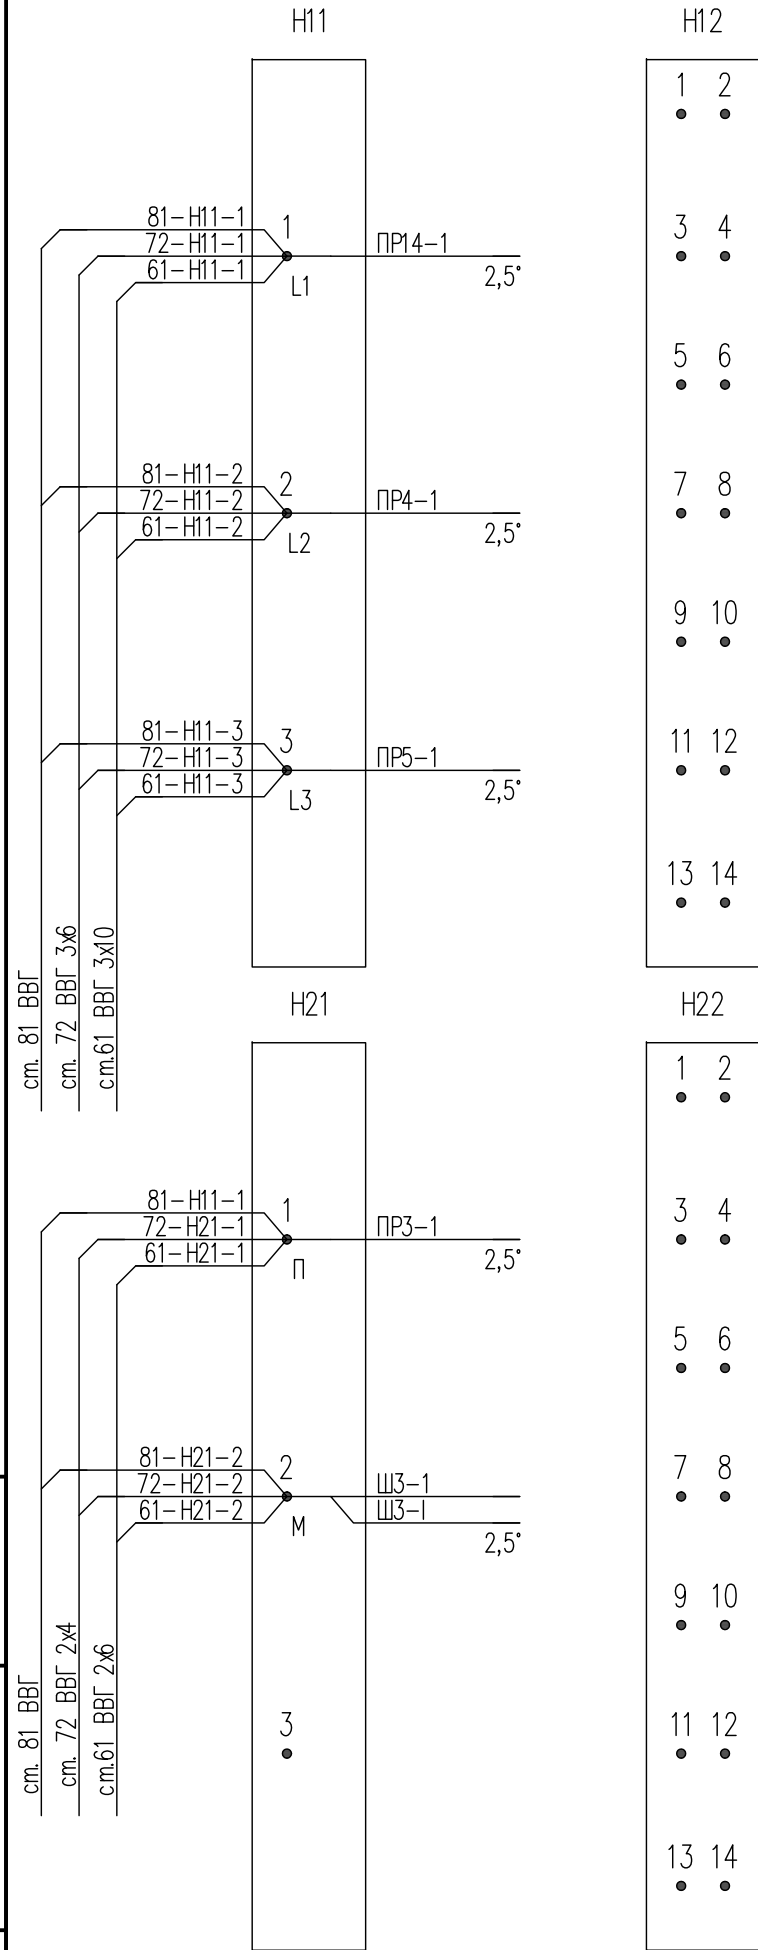 Н11
Н12
1 2
81-Н11-1
1
72-Н11-1
ПР14-1
3 4
61-Н11-1
L1
2,5°
5 6
81-Н11-2
2
72-Н11-2
ПР4-1
7 8
61-Н11-2
L2
2,5°
9 10
81-Н11-3
3
72-Н11-3
ПР5-1
11 12
61-Н11-3
L3
2,5°
13 14
ст. 81 ВВГ
ст. 72 ВВГ 3х6
ст.61 ВВГ 3х10
Н21
Н22
1 2
81-Н11-1
1
72-Н21-1
ПР3-1
3 4
61-Н21-1
П
2,5°
5 6
81-Н21-2
2
72-Н21-2
Ш3-1
7 8
61-Н21-2
Ш3-I
М
2,5°
9 10
ст. 81 ВВГ
ст. 72 ВВГ 2х4
ст.61 ВВГ 2х6
3
11 12
13 14